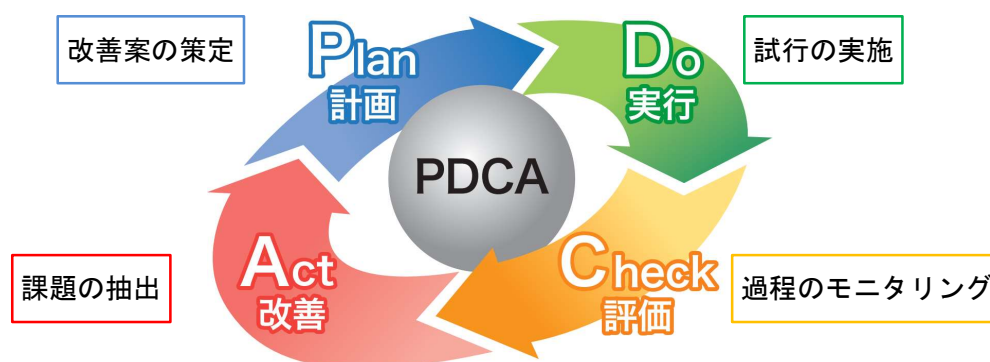 改善案の策定
Plan
計画
Do
実行
試行の実施
PDCA
課題の抽出
Act
改善
Check
評価
過程のモニタリング